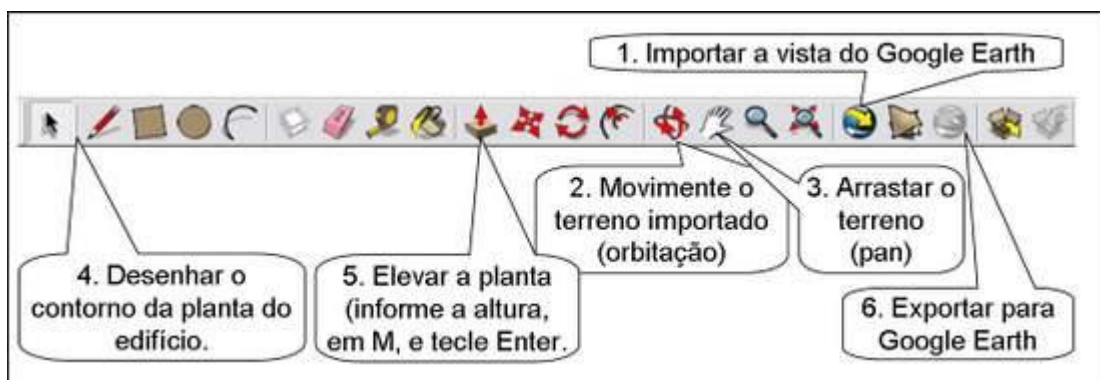 1. Importar a vista do Google Earth
2. Movimente o
terreno importado
(orbitação)
3. Arrastar o
terreno
(pan)
4. Desenhar o
contorno da planta do
edifício.
5. Elevar a planta
(informe a altura,
em M, e tecle Enter.
6. Exportar para
Google Earth